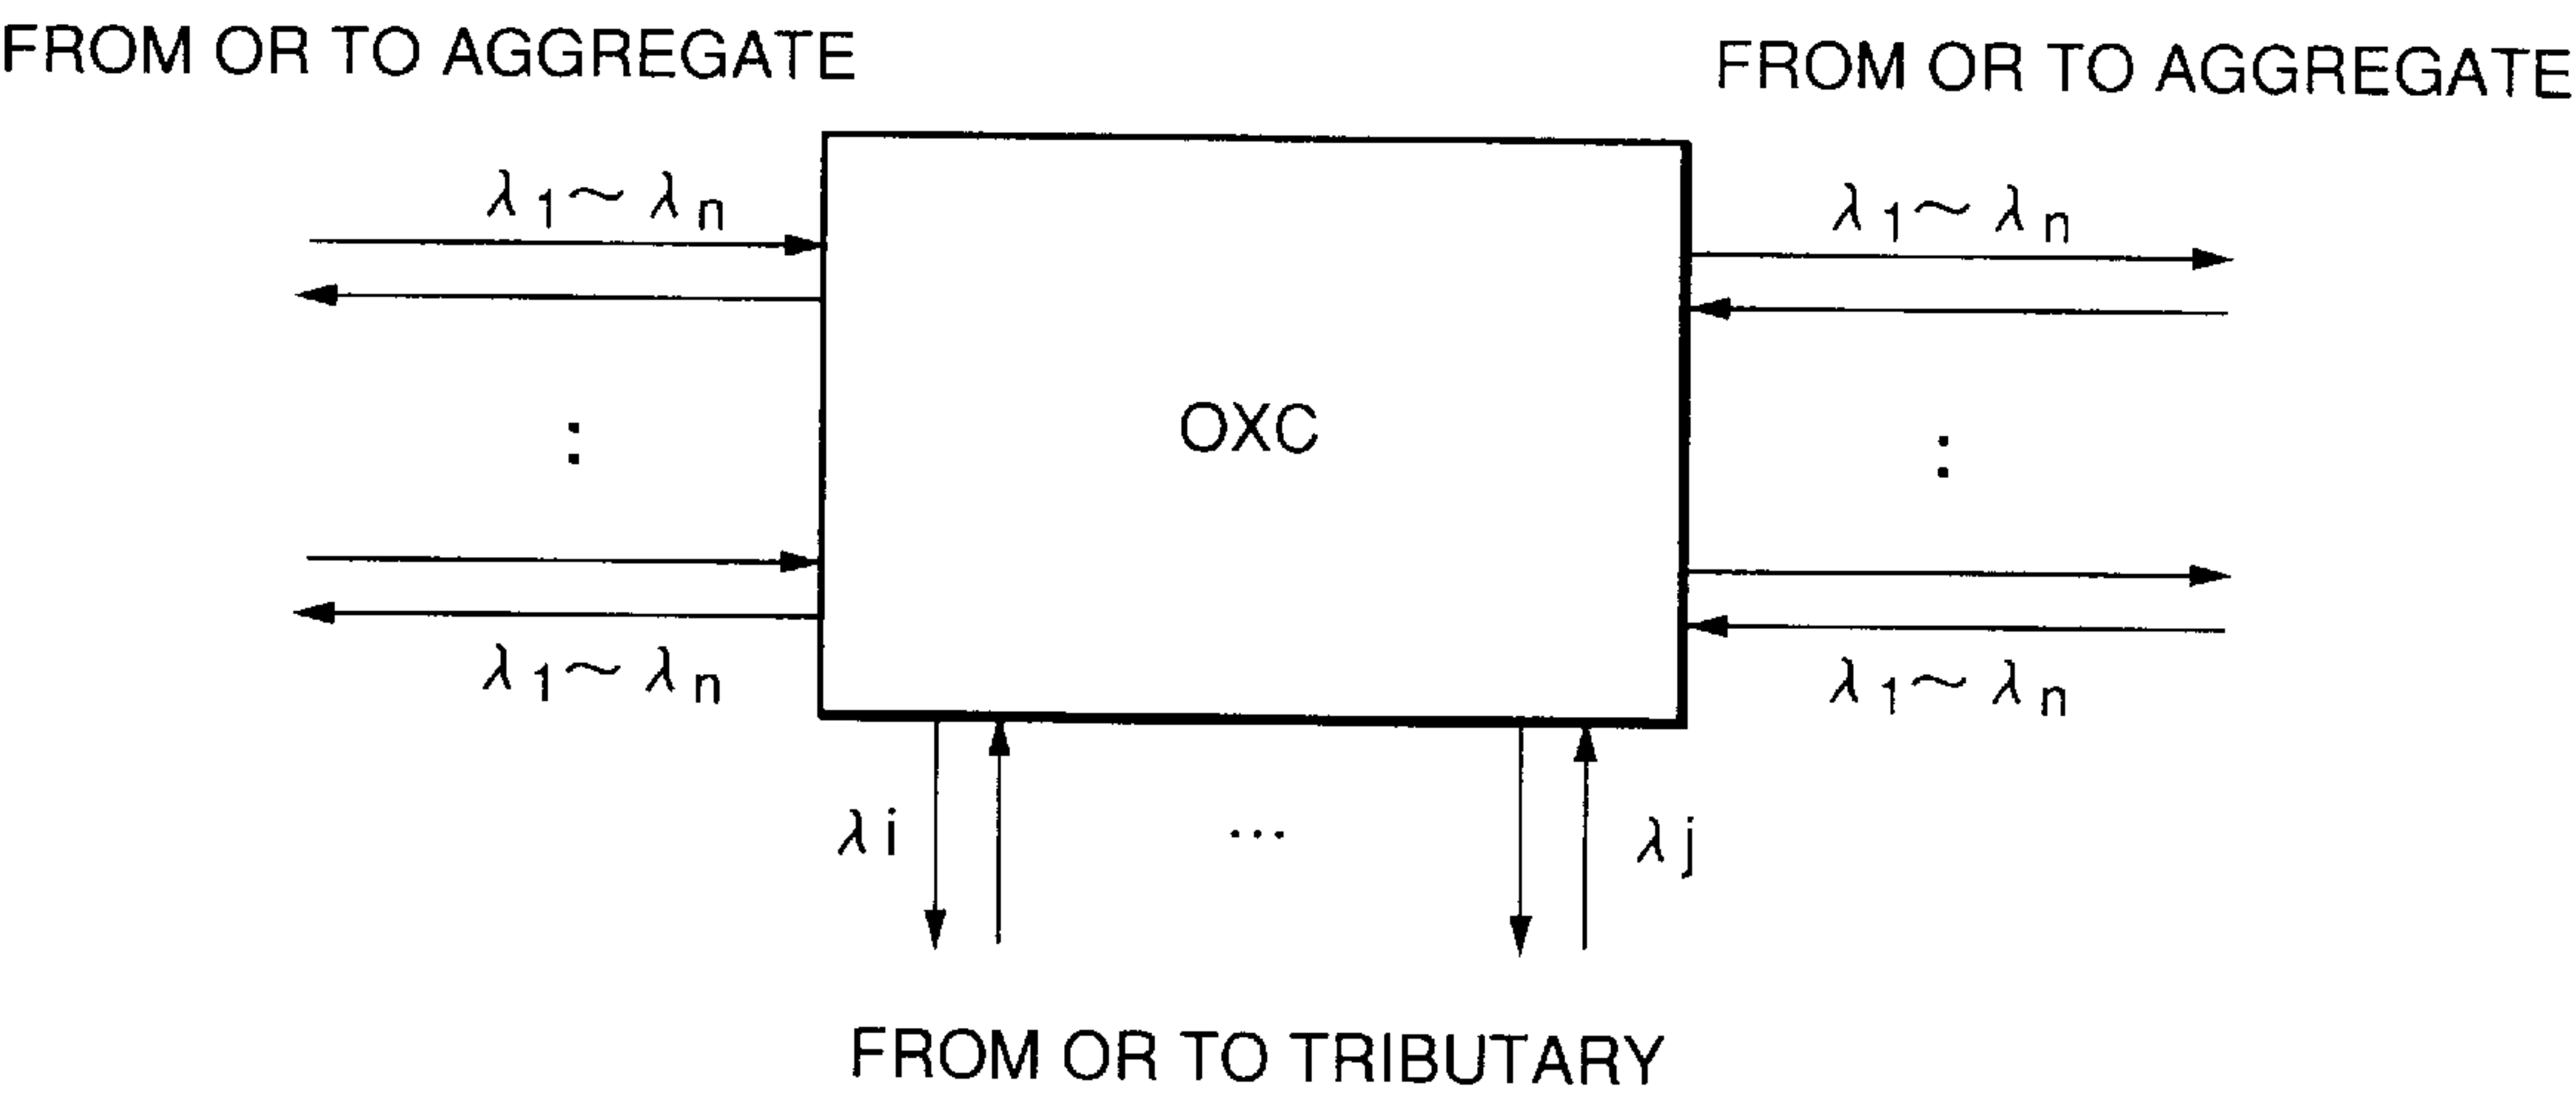 FROM OR TO AGGREGATE
FROM OR TO AGGREGATE
λ1~λn
λ1~λn
:
OXC
:
λ1~λn
λ1~λn
λi
...
λj
FROM OR TO TRIBUTARY